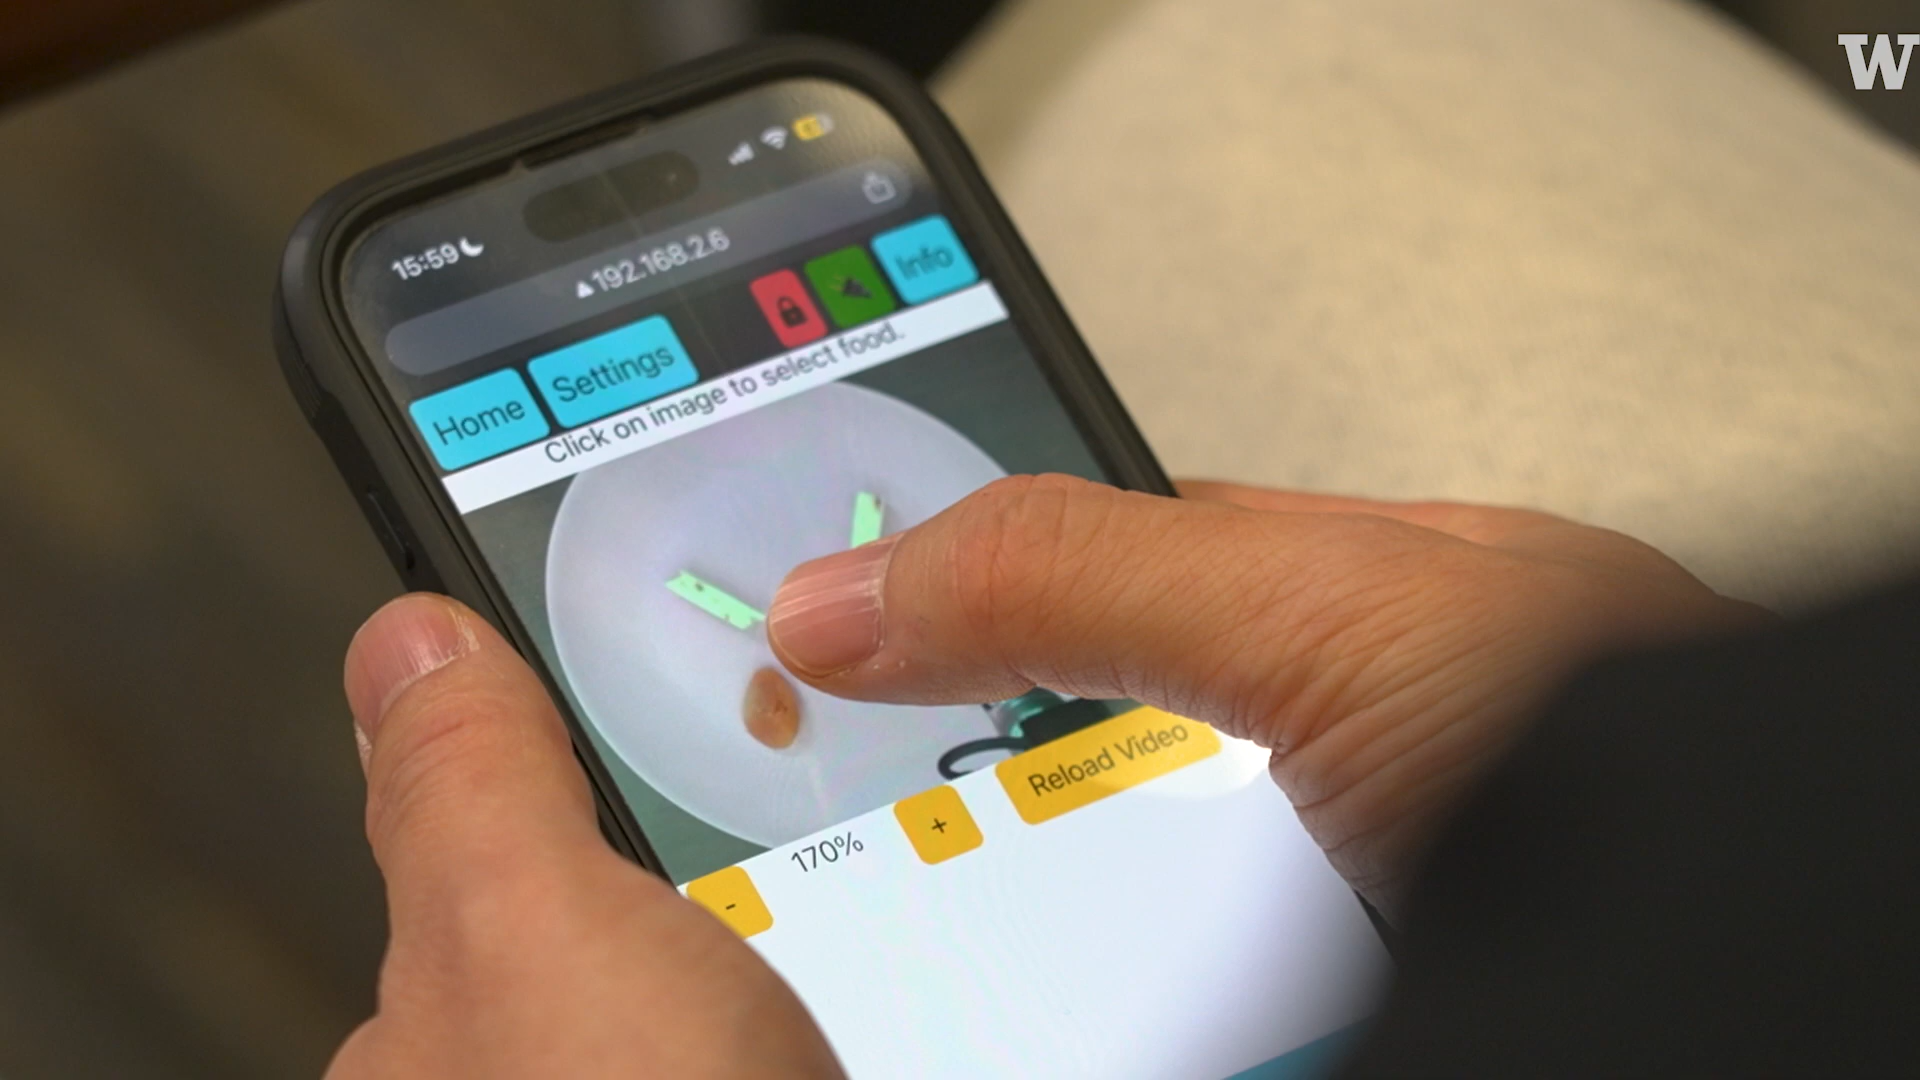 W
15:59
192.168.2.6
Home
Settings
Info
Click on image to select food.
-
170%
+
Reload Video